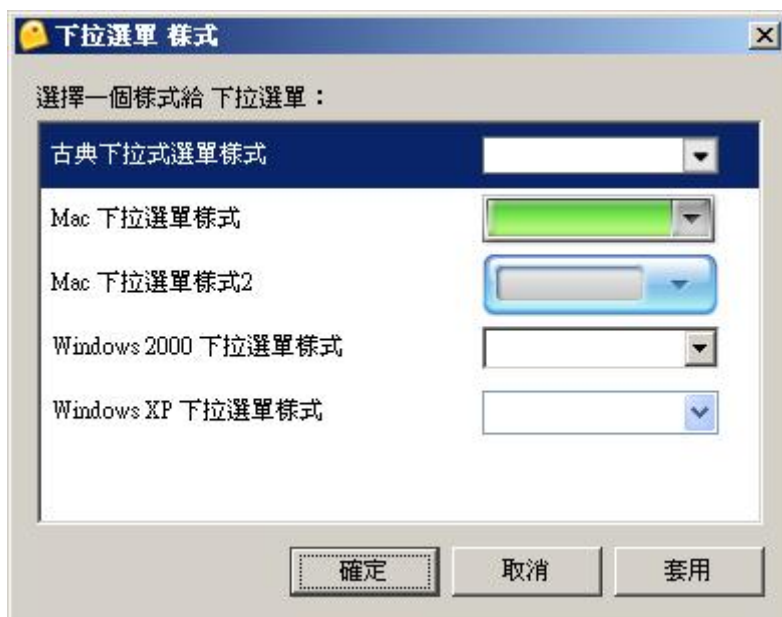 下拉選單 樣式
選擇一個樣式給 下拉選單：
古典下拉式選單樣式
Mac 下拉選單樣式
Mac 下拉選單樣式2
Windows 2000 下拉選單樣式
Windows XP 下拉選單樣式
確定 取消 套用